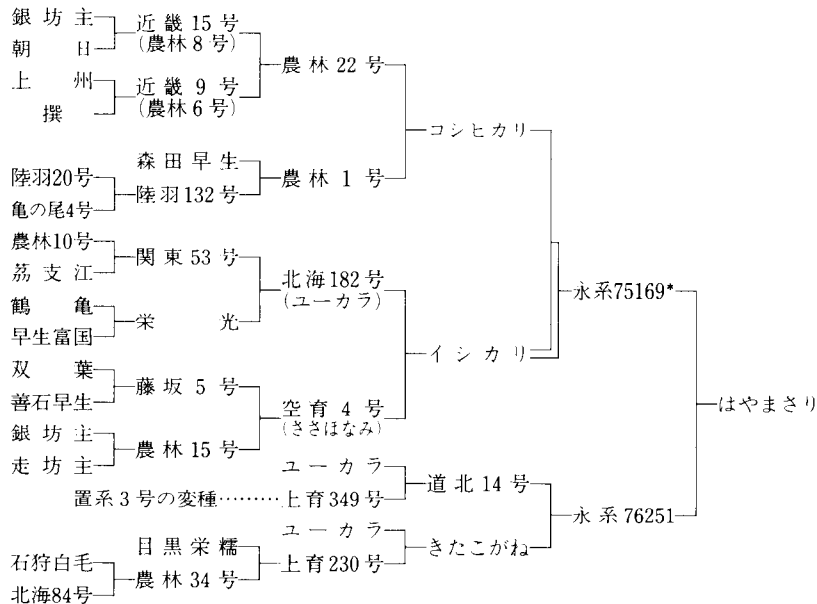 銀坊主
近畿15号
(農林8号)
朝日
農林22号
上州
近畿9号
(農林6号)
撰
コシヒカリ
森田早生
農林1号
陸羽20号
陸羽132号
亀の尾4号
農林10号
関東53号
茘支江
北海182号
(ユーカラ)
永系75169*
鶴亀
栄光
早生富国
イシカリ
双葉
藤坂5号
善石早生
空育4号
(ささほなみ)
はやまさり
銀坊主
農林15号
走坊主
ユーカラ
道北14号
置系3号の変種………上育349号
永系76251
ユーカラ
きたこがね
目黒栄糯
上育230号
石狩白毛
農林34号
北海84号